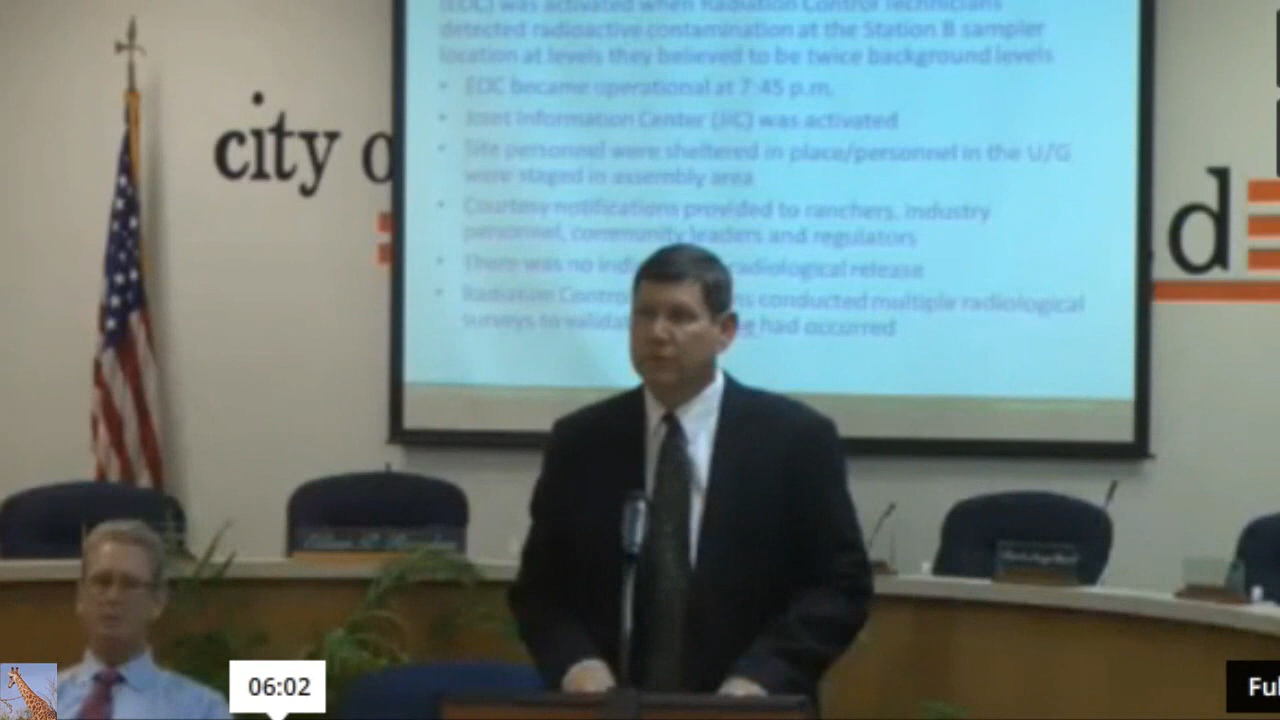 (EOC) was activated when Radiation Control Technicians
detected radioactive contamination at the Station B sampler
location at levels they believed to be twice background levels
• EOC became operational at 7:45 p.m.
• Joint Information Center (JIC) was activated
• Site personnel were sheltered in place/personnel in the U/G
were staged in assembly area
• Courtesy notifications provided to ranchers, industry
personnel, community leaders and regulators
• There was no radiological release
• Radiation conducted multiple radiological
surveys to had occurred
city o
d
06:02
Ful